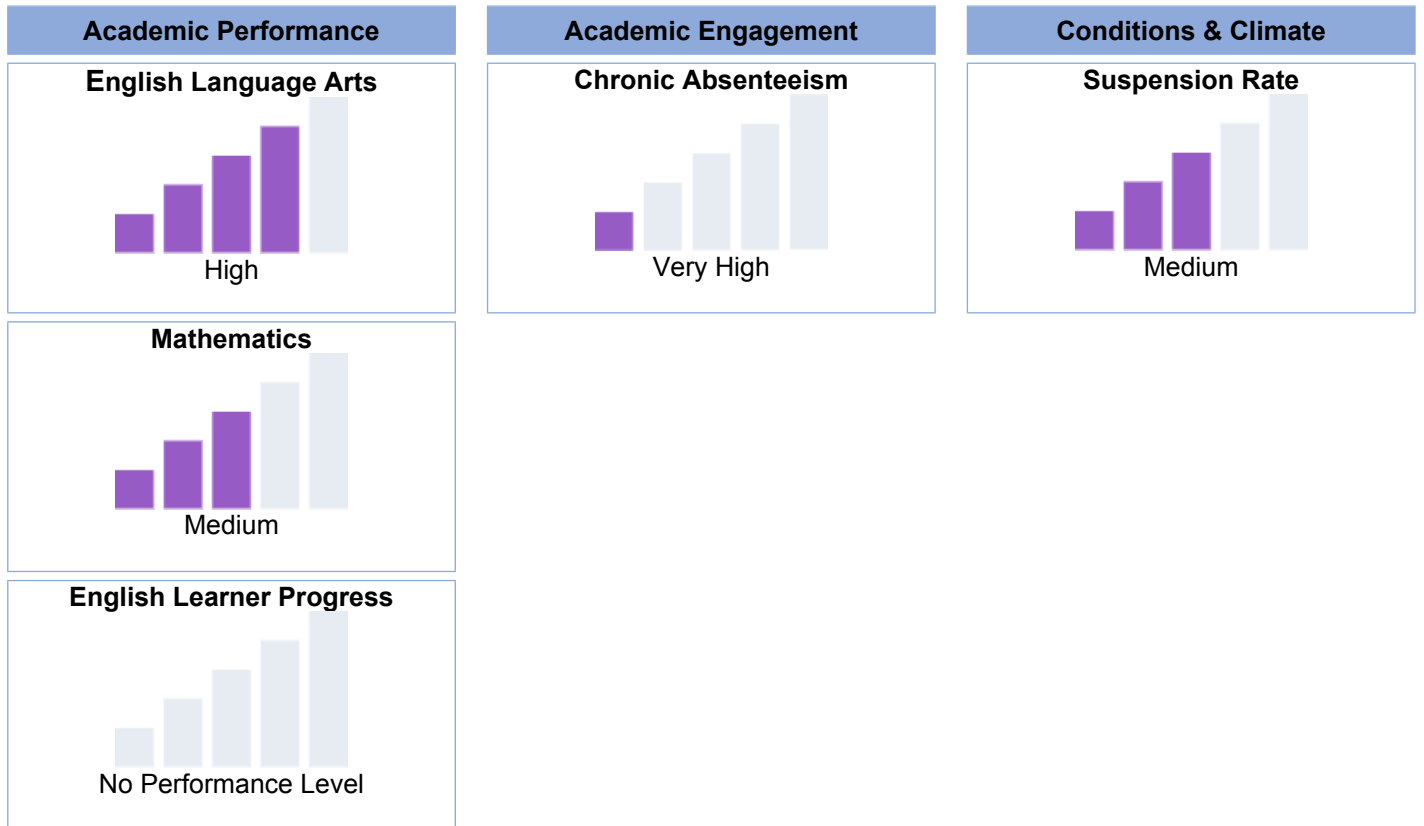 Academic Performance
Academic Engagement
Conditions & Climate
English Language Arts
High
Chronic Absenteeism
Very High
Suspension Rate
Medium
Mathematics
Medium
English Learner Progress
No Performance Level